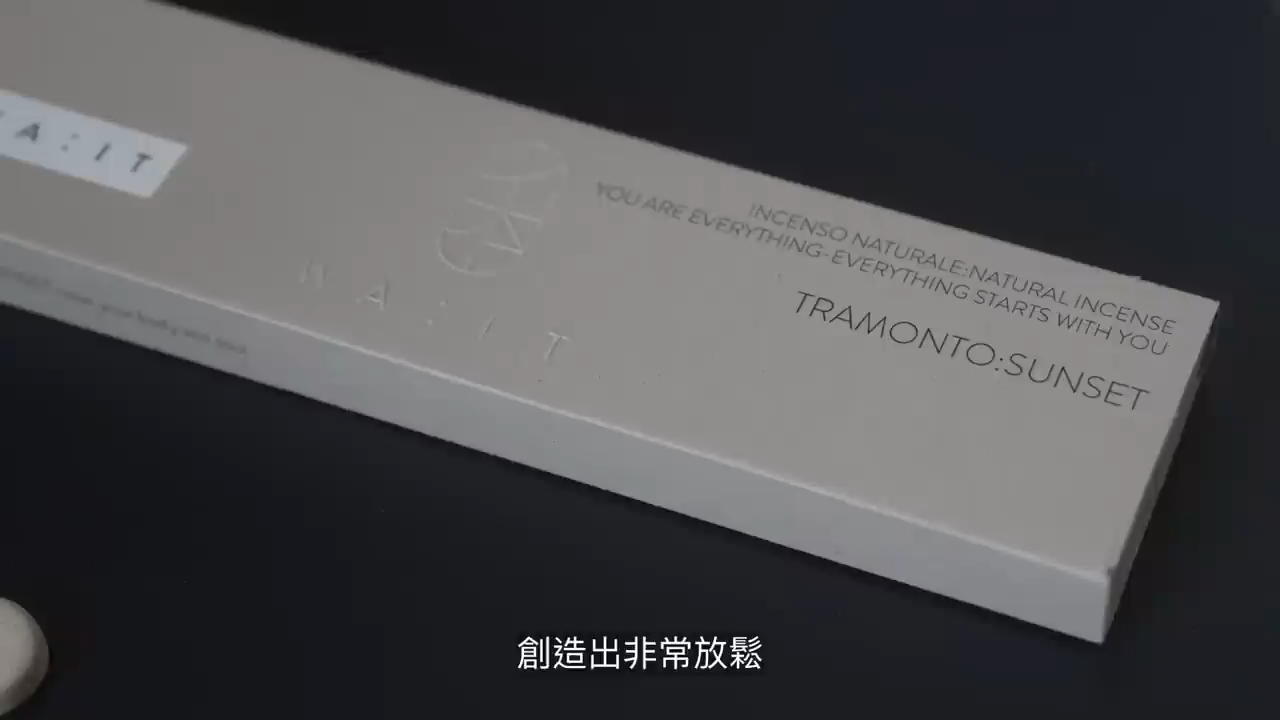 A:IT
WA:IT
INCENSO NATURALE:NATURAL INCENSE
YOU ARE EVERYTHING-EVERYTHING STARTS WITH YOU
TRAMONTO:SUNSET
創造出非常放鬆